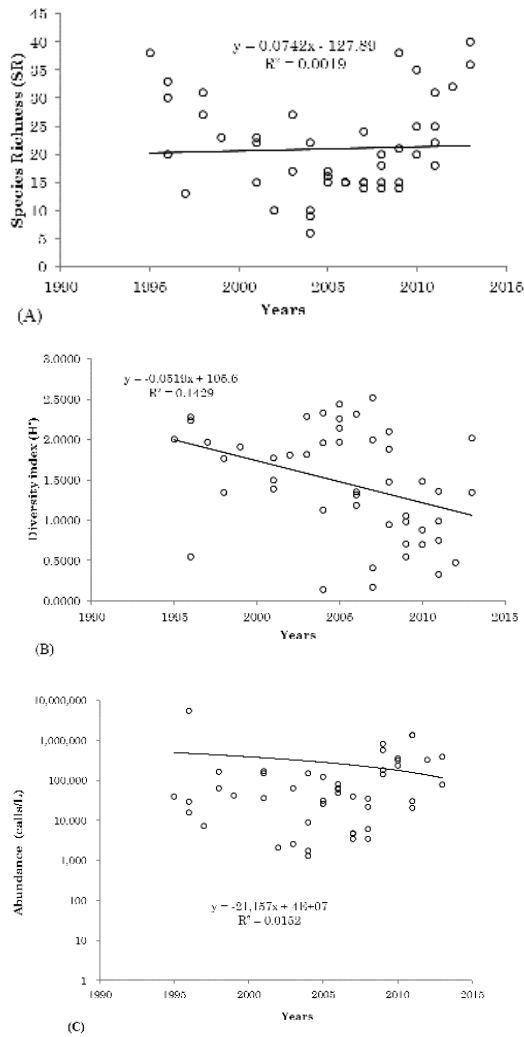 45
40
35
30
25
20
15
10
5
0
Species Richness (SR)
y = 0.0742x - 127.89
R² = 0.0019
1990 1995 2000 2005 2010 2015
Years
(A)
3.0000
2.5000
2.0000
1.5000
1.0000
0.5000
0.0000
Diversity index (H')
y = -0.0519x + 105.6
R² = 0.1429
1990 1995 2000 2005 2010 2015
Years
(B)
10,000,000
1,000,000
100,000
10,000
1,000
100
10
1
Abundance (calls/L)
y = -21,157x + 4E+07
R² = 0.0152
1990 1995 2000 2005 2010 2015
Years
(C)